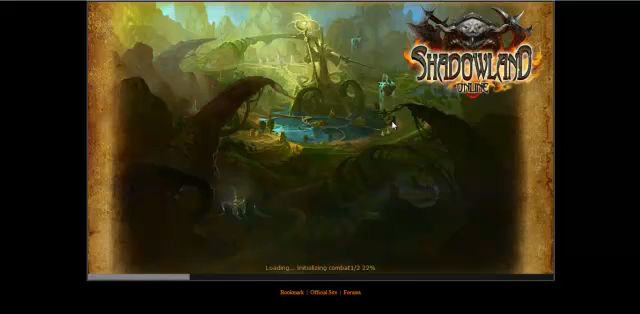 SHADOWLAND
ONLINE
Loading... initializing combat1/2 22%
Bookmark | Official Site | Forums